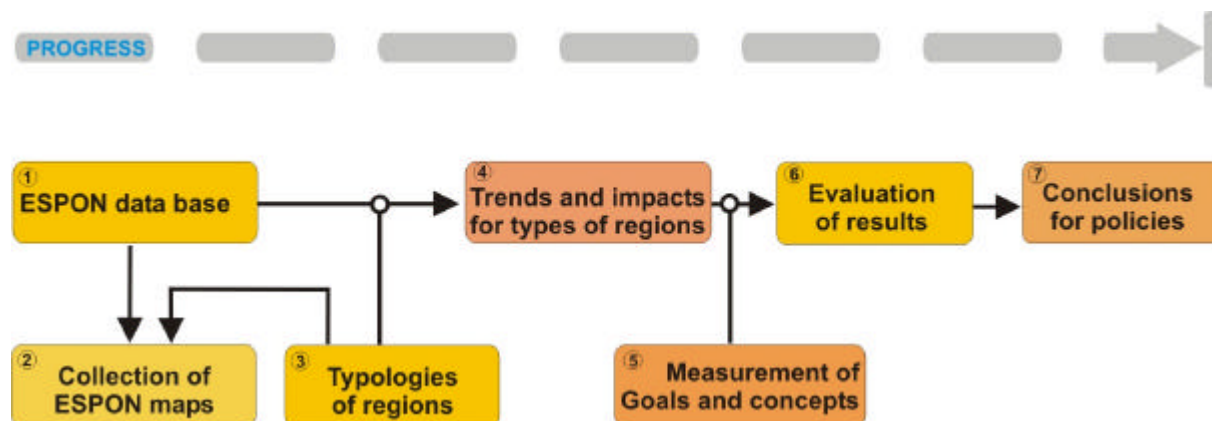 PROGRESS
①
ESPON data base
④
Trends and impacts
for types of regions
⑥
Evaluation
of results
⑦
Conclusions
for policies
②
Collection of
ESPON maps
③
Typologies
of regions
⑤
Measurement of
Goals and concepts